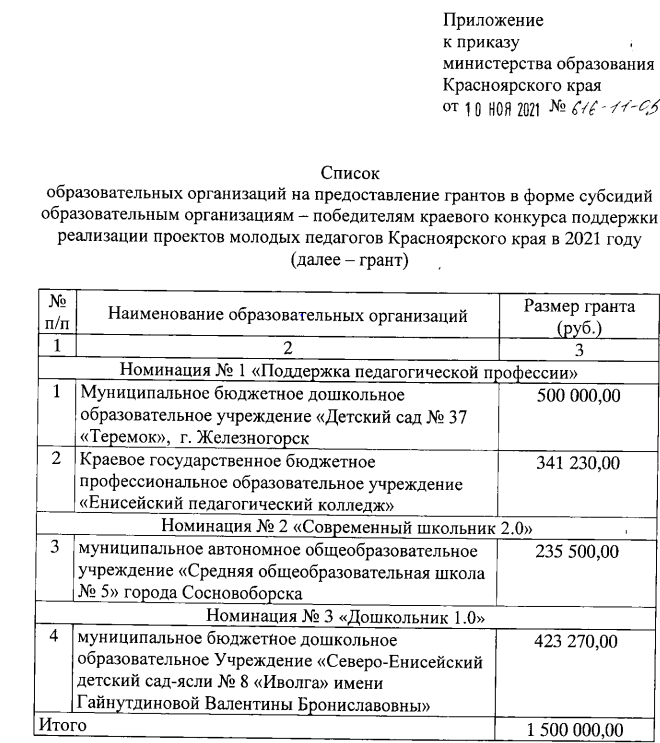 Приложение
к приказу
министерства образования
Красноярского края
от 10 НОЯ 2021 № 616-11-05
Список
образовательных организаций на предоставление грантов в форме субсидий
образовательным организациям – победителям краевого конкурса поддержки
реализации проектов молодых педагогов Красноярского края в 2021 году
(далее – грант)
№ п/п Наименование образовательных организаций Размер гранта (руб.)
1 2 3
Номинация № 1 «Поддержка педагогической профессии»
1 Муниципальное бюджетное дошкольное 500 000,00
образовательное учреждение «Детский сад № 37
«Теремок», г. Железногорск
2 Краевое государственное бюджетное 341 230,00
профессиональное образовательное учреждение
«Енисейский педагогический колледж»
Номинация № 2 «Современный школьник 2.0»
3 муниципальное автономное общеобразовательное 235 500,00
учреждение «Средняя общеобразовательная школа
№ 5» города Сосновоборска
Номинация № 3 «Дошкольник 1.0»
4 муниципальное бюджетное дошкольное 423 270,00
образовательное Учреждение «Северо-Енисейский
детский сад-ясли № 8 «Иволга» имени
Гайнутдиновой Валентины Брониславовны»
Итого 1 500 000,00